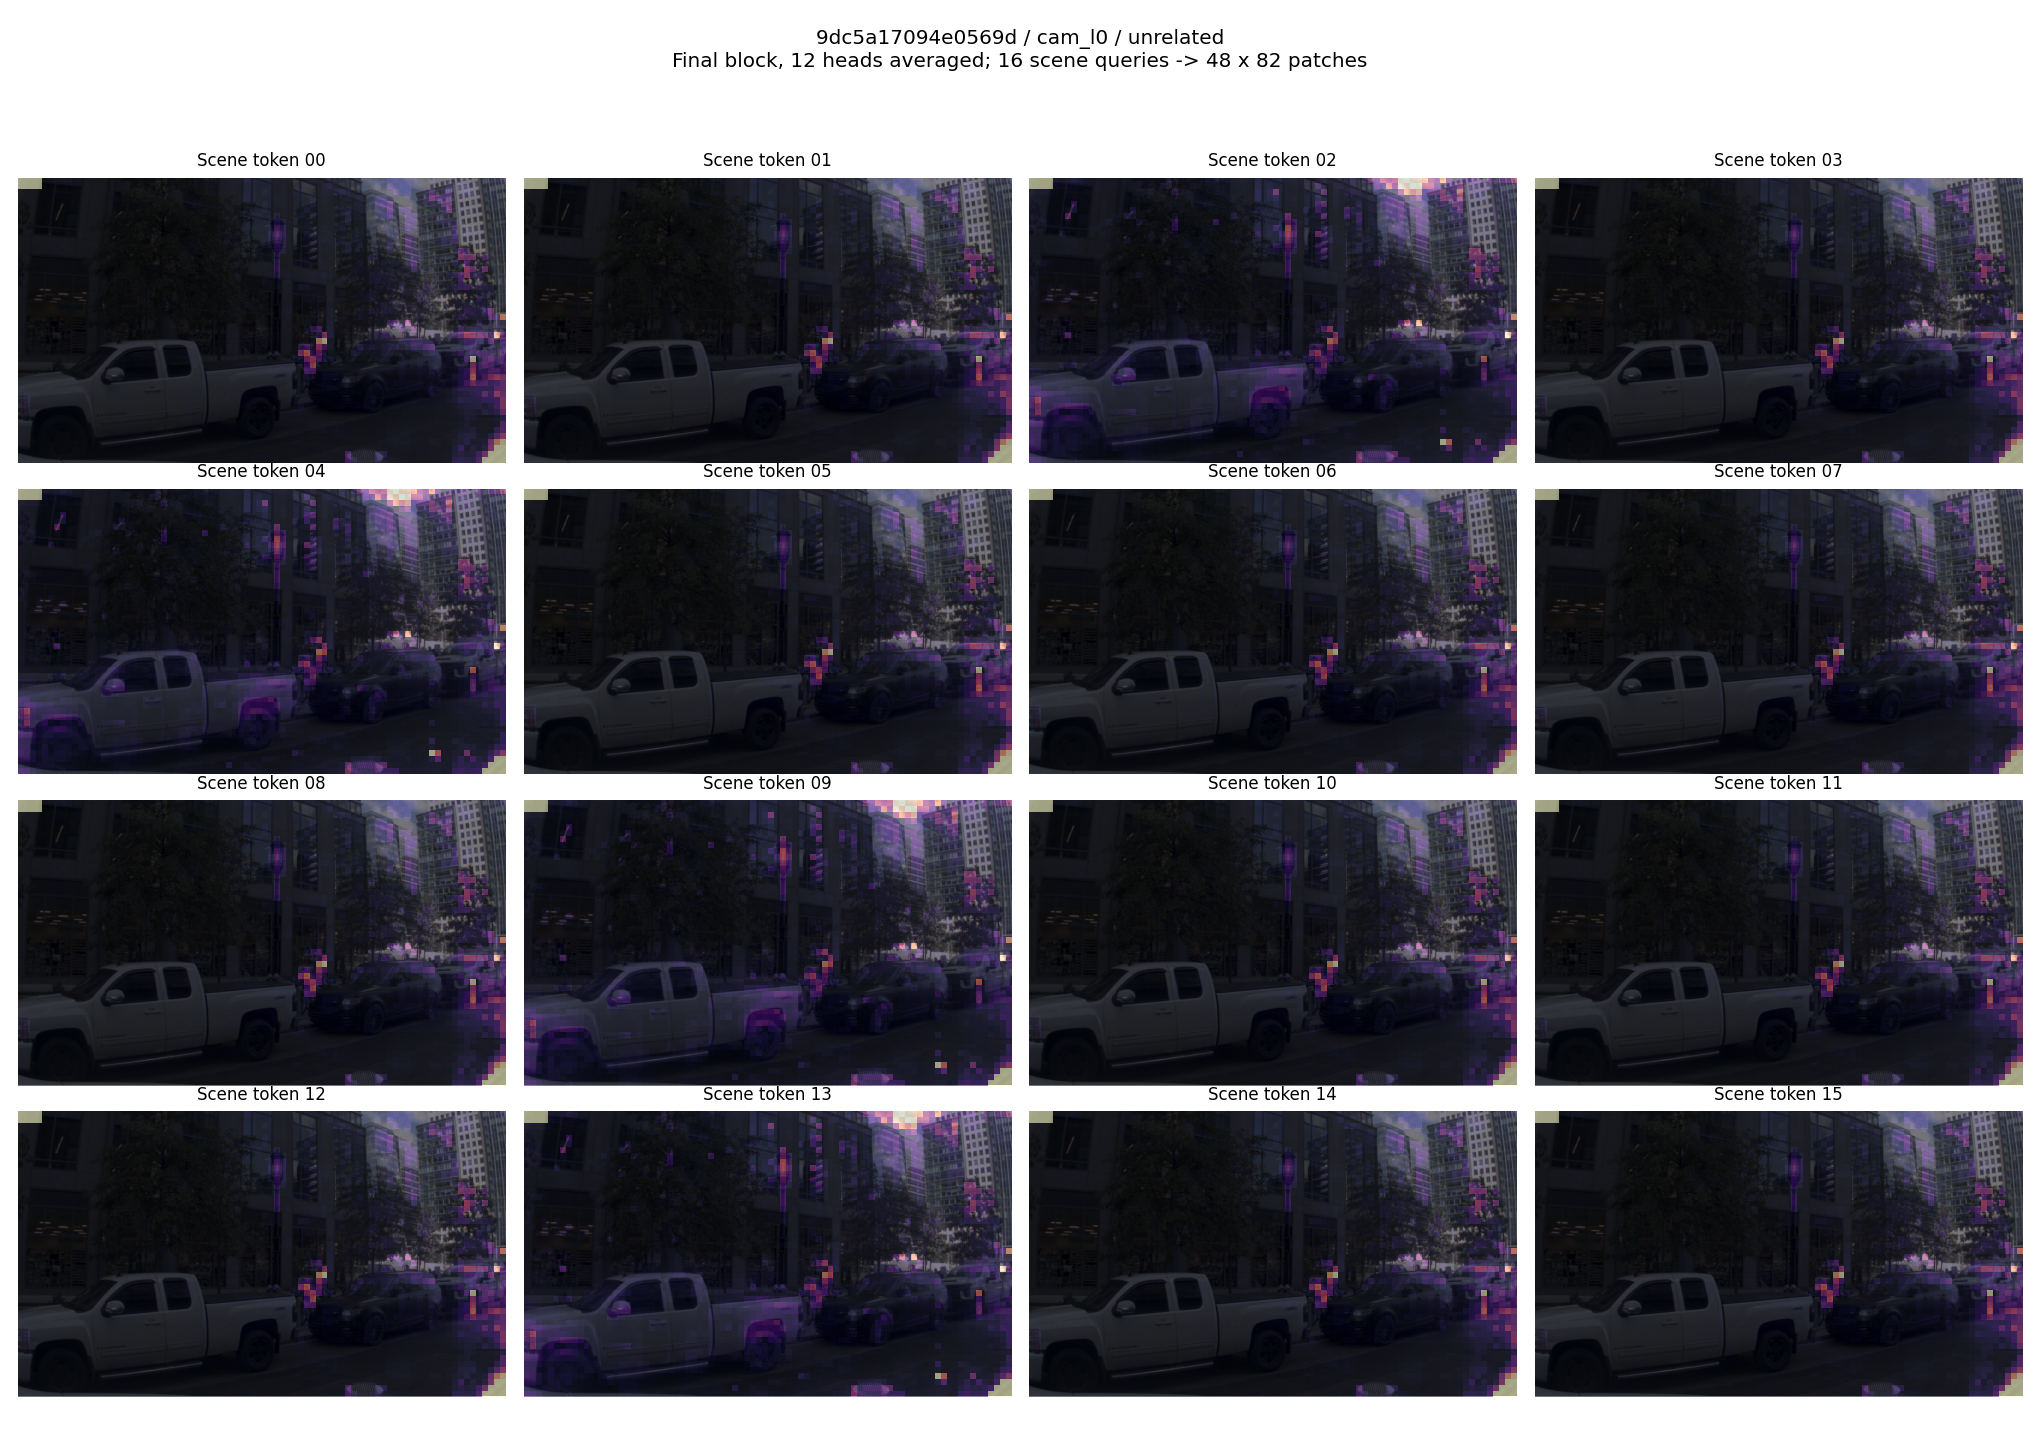 9dc5a17094e0569d / cam_l0 / unrelated
Final block, 12 heads averaged; 16 scene queries -> 48 x 82 patches
Scene token 00
Scene token 01
Scene token 02
Scene token 03
Scene token 04
Scene token 05
Scene token 06
Scene token 07
Scene token 08
Scene token 09
Scene token 10
Scene token 11
Scene token 12
Scene token 13
Scene token 14
Scene token 15